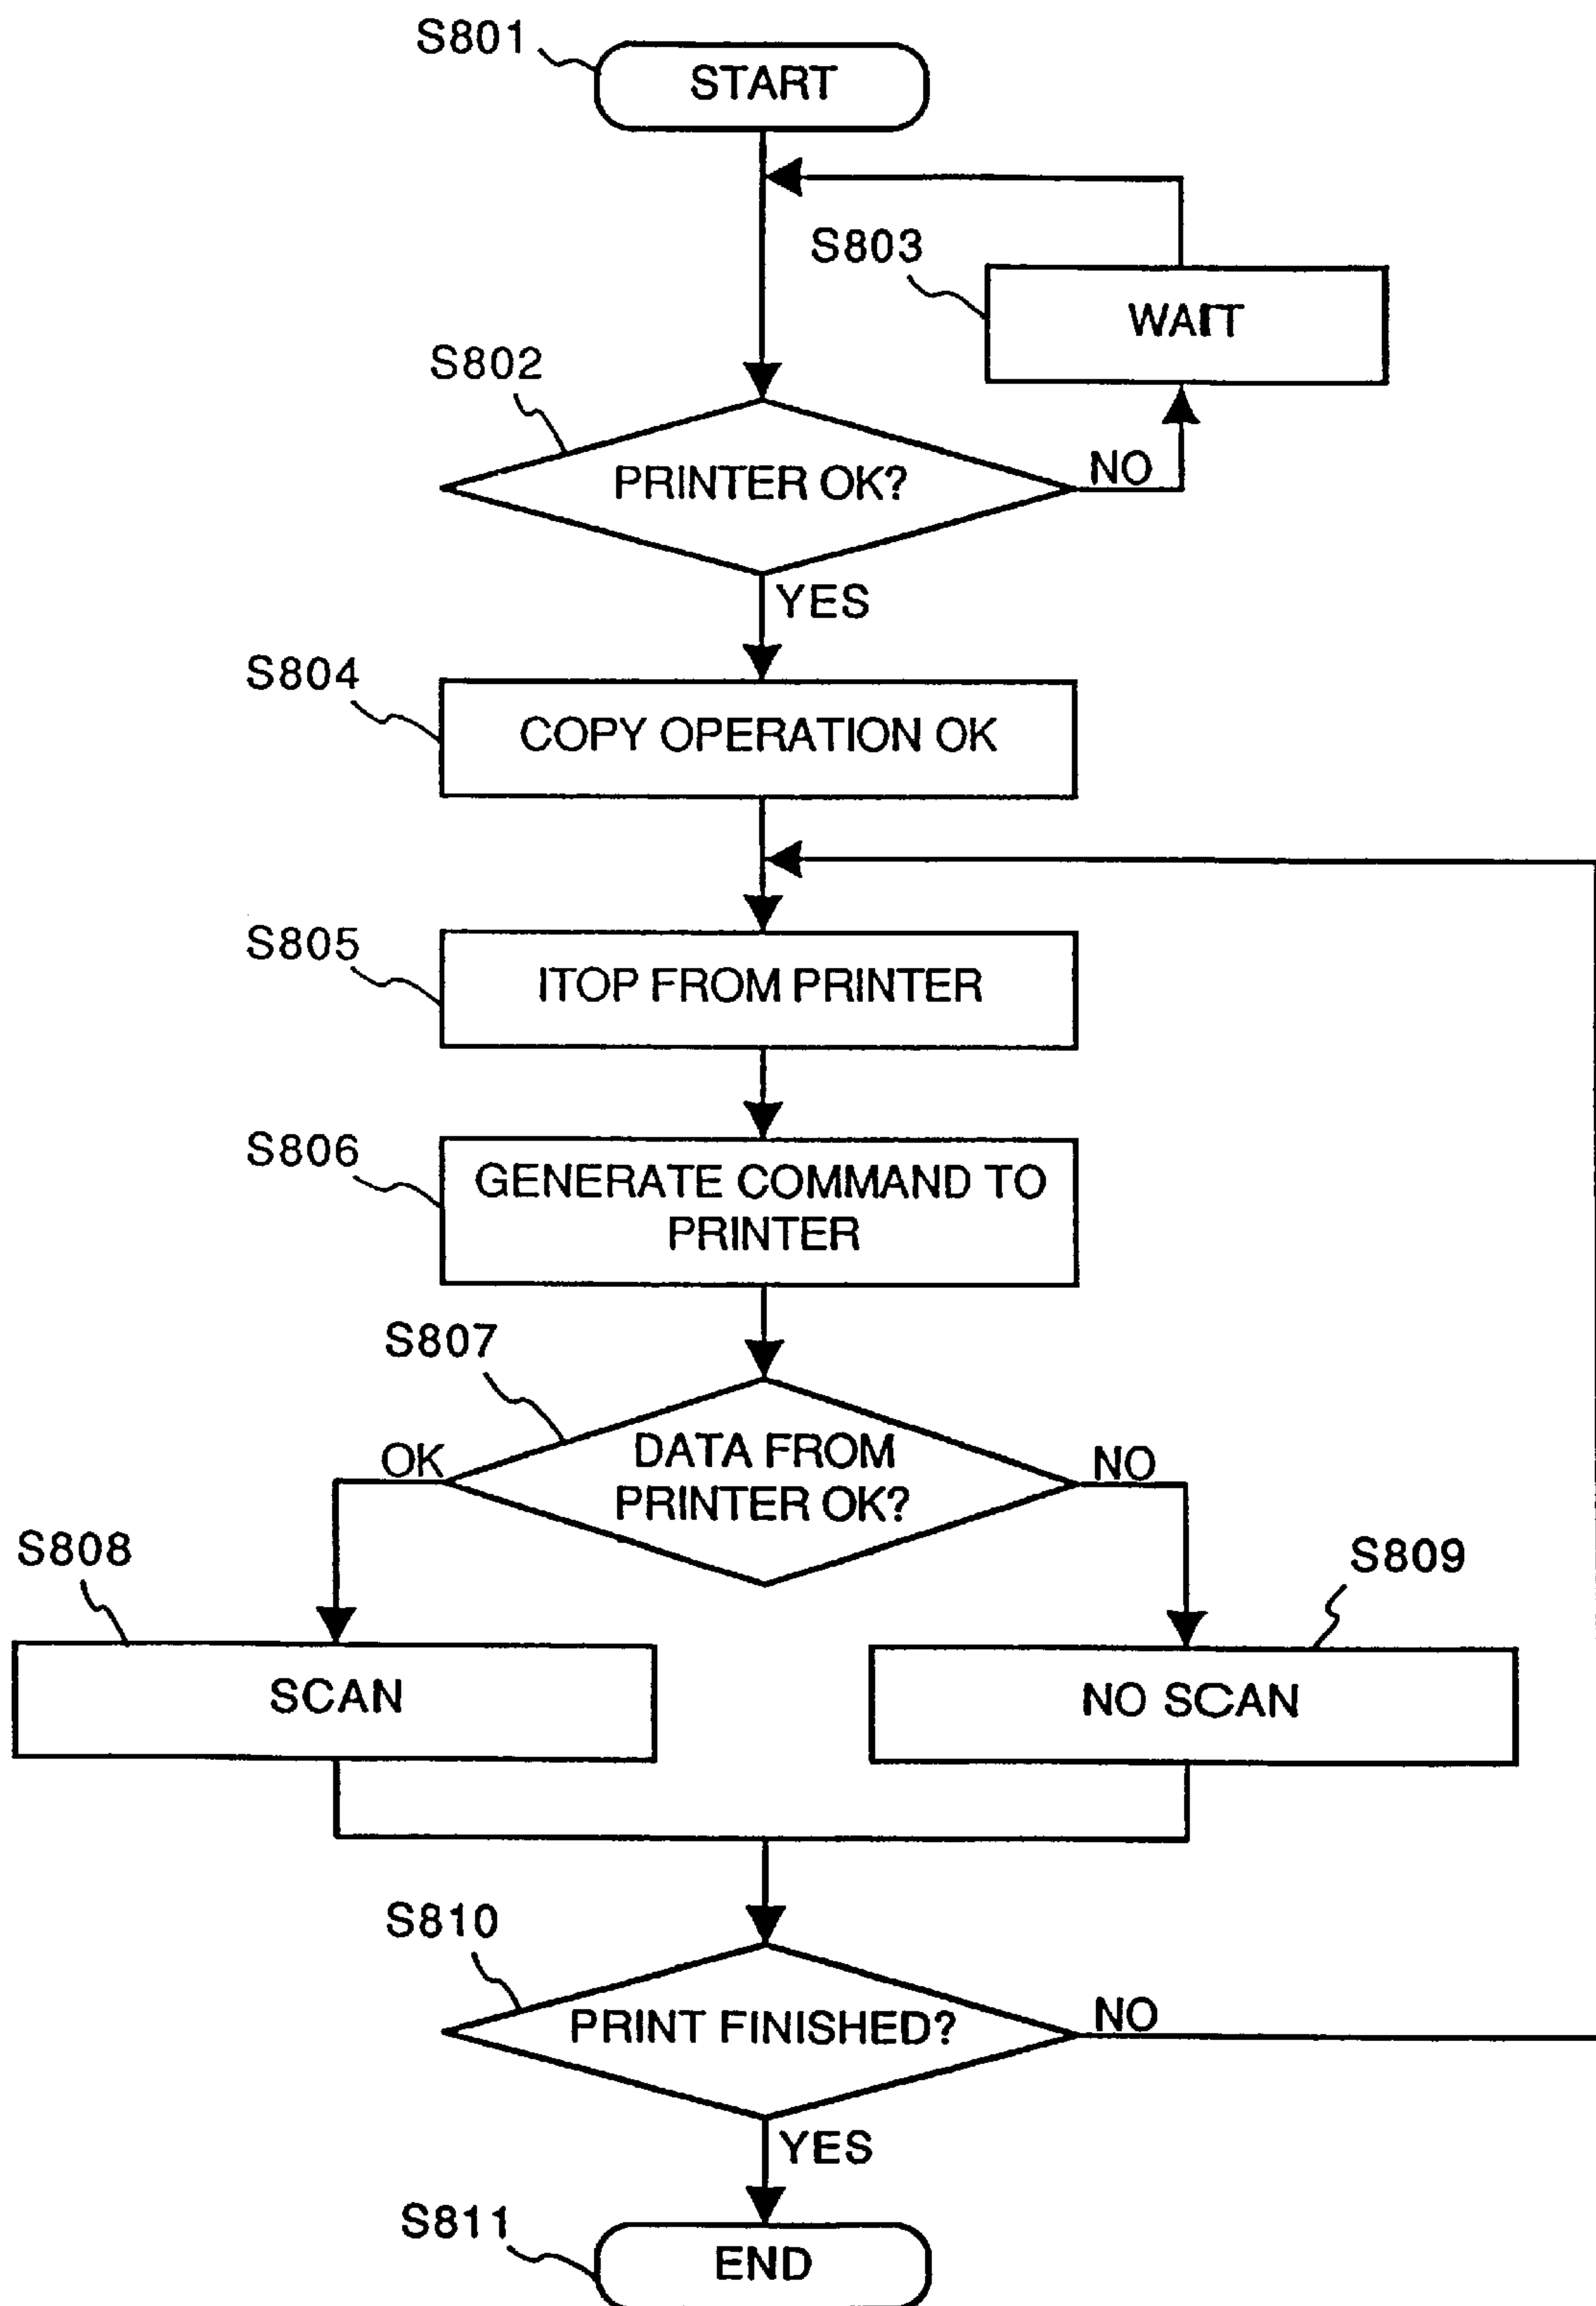 S801
START
S803
WAIT
S802
PRINTER OK?
NO
YES
S804
COPY OPERATION OK
S805
ITOP FROM PRINTER
S806
GENERATE COMMAND TO
PRINTER
S807
OK
DATA FROM
PRINTER OK?
NO
S808
SCAN
S809
NO SCAN
S810
PRINT FINISHED?
NO
YES
S811
END